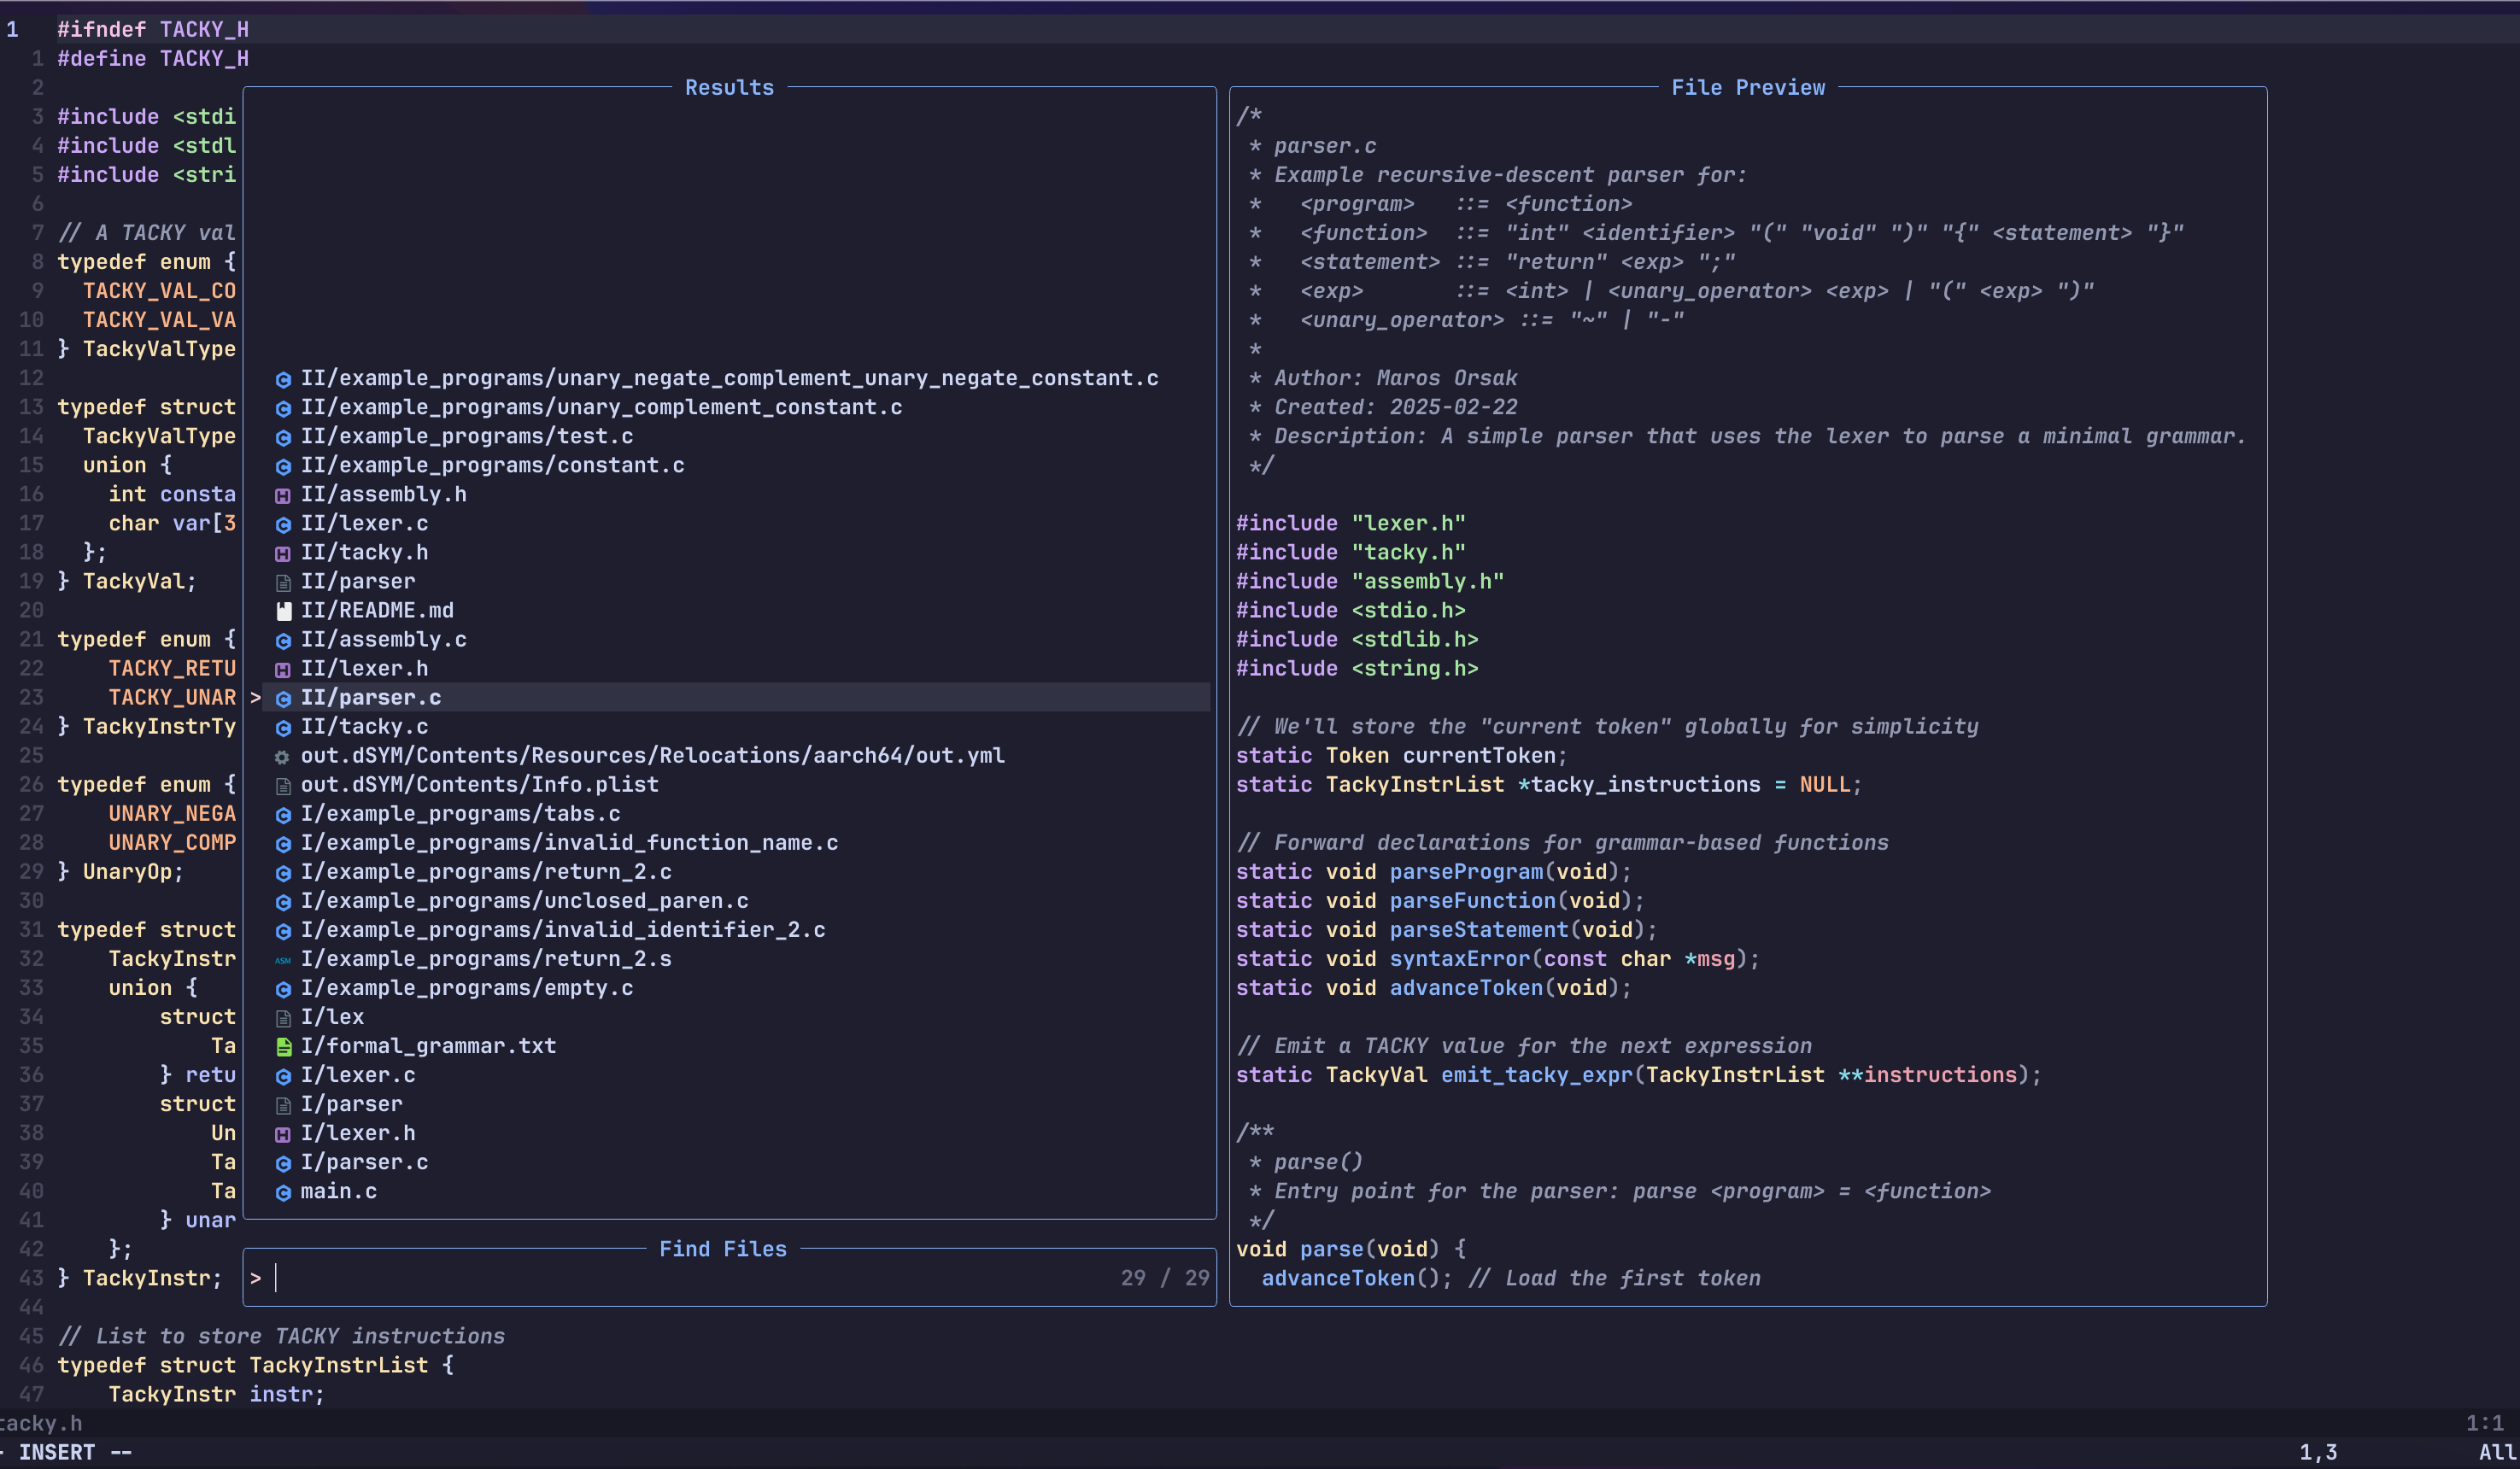 1 #ifndef TACKY_H
1 #define TACKY_H
2
3 #include <stdi
4 #include <stdl
5 #include <stri
6
7 // A TACKY val
8 typedef enum {
9 TACKY_VAL_CO
10 TACKY_VAL_VA
11 } TackyValType
12
13 typedef struct
14 TackyValType
15 union {
16 int consta
17 char var[3
18 };
19 } TackyVal;
20
21 typedef enum {
22 TACKY_RETU
23 TACKY_UNAR
24 } TackyInstrTy
25
26 typedef enum {
27 UNARY_NEGA
28 UNARY_COMP
29 } UnaryOp;
30
31 typedef struct
32 TackyInstr
33 union {
34 struct
35 Ta
36 } retu
37 struct
38 Un
39 Ta
40 Ta
41 } unar
42 };
43 } TackyInstr;
44
45 // List to store TACKY instructions
46 typedef struct TackyInstrList {
47 TackyInstr instr;
Results
II/example_programs/unary_negate_complement_unary_negate_constant.c
II/example_programs/unary_complement_constant.c
II/example_programs/test.c
II/example_programs/constant.c
II/assembly.h
II/lexer.c
II/tacky.h
II/parser
II/README.md
II/assembly.c
II/lexer.h
> II/parser.c
II/tacky.c
out.dSYM/Contents/Resources/Relocations/aarch64/out.yml
out.dSYM/Contents/Info.plist
I/example_programs/tabs.c
I/example_programs/invalid_function_name.c
I/example_programs/return_2.c
I/example_programs/unclosed_paren.c
I/example_programs/invalid_identifier_2.c
ASM I/example_programs/return_2.s
I/example_programs/empty.c
I/lex
I/formal_grammar.txt
I/lexer.c
I/parser
I/lexer.h
I/parser.c
main.c
Find Files
> 29 / 29
File Preview
/*
* parser.c
* Example recursive-descent parser for:
* <program> ::= <function>
* <function> ::= "int" <identifier> "(" "void" ")" "{" <statement> "}"
* <statement> ::= "return" <exp> ";"
* <exp> ::= <int> | <unary_operator> <exp> | "(" <exp> ")"
* <unary_operator> ::= "~" | "-"
*
* Author: Maros Orsak
* Created: 2025-02-22
* Description: A simple parser that uses the lexer to parse a minimal grammar.
*/
#include "lexer.h"
#include "tacky.h"
#include "assembly.h"
#include <stdio.h>
#include <stdlib.h>
#include <string.h>
// We'll store the "current token" globally for simplicity
static Token currentToken;
static TackyInstrList *tacky_instructions = NULL;
// Forward declarations for grammar-based functions
static void parseProgram(void);
static void parseFunction(void);
static void parseStatement(void);
static void syntaxError(const char *msg);
static void advanceToken(void);
// Emit a TACKY value for the next expression
static TackyVal emit_tacky_expr(TackyInstrList **instructions);
/**
* parse()
* Entry point for the parser: parse <program> = <function>
*/
void parse(void) {
advanceToken(); // Load the first token
tacky.h 1:1
- INSERT -- 1,3 All